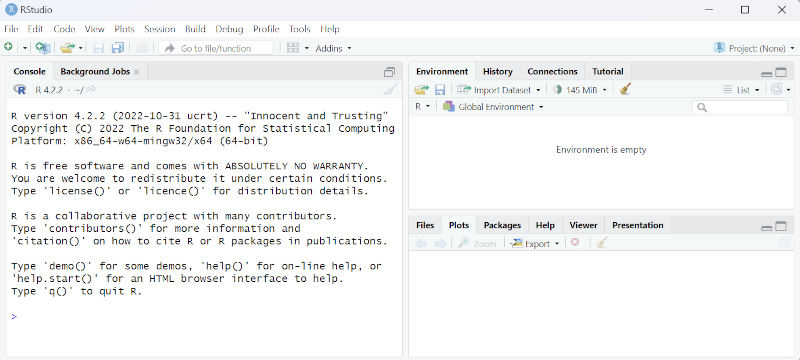 RStudio
File Edit Code View Plots Session Build Debug Profile Tools Help
Go to file/function Addins Project: (None)
Console Background Jobs
R R 4.2.2 · ~/
R version 4.2.2 (2022-10-31 ucrt) -- "Innocent and Trusting"
Copyright (C) 2022 The R Foundation for Statistical Computing
Platform: x86_64-w64-mingw32/x64 (64-bit)
R is free software and comes with ABSOLUTELY NO WARRANTY.
You are welcome to redistribute it under certain conditions.
Type 'license()' or 'licence()' for distribution details.
R is a collaborative project with many contributors.
Type 'contributors()' for more information and
'citation()' on how to cite R or R packages in publications.
Type 'demo()' for some demos, 'help()' for on-line help, or
'help.start()' for an HTML browser interface to help.
Type 'q()' to quit R.
>
Environment History Connections Tutorial
Import Dataset 145 MiB List
R Global Environment
Environment is empty
Files Plots Packages Help Viewer Presentation
Zoom Export